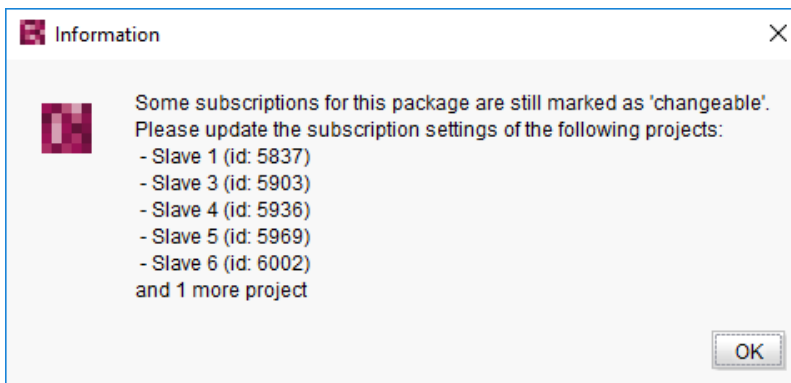 Information
Some subscriptions for this package are still marked as 'changeable'.
Please update the subscription settings of the following projects:
- Slave 1 (id: 5837)
- Slave 3 (id: 5903)
- Slave 4 (id: 5936)
- Slave 5 (id: 5969)
- Slave 6 (id: 6002)
and 1 more project
OK